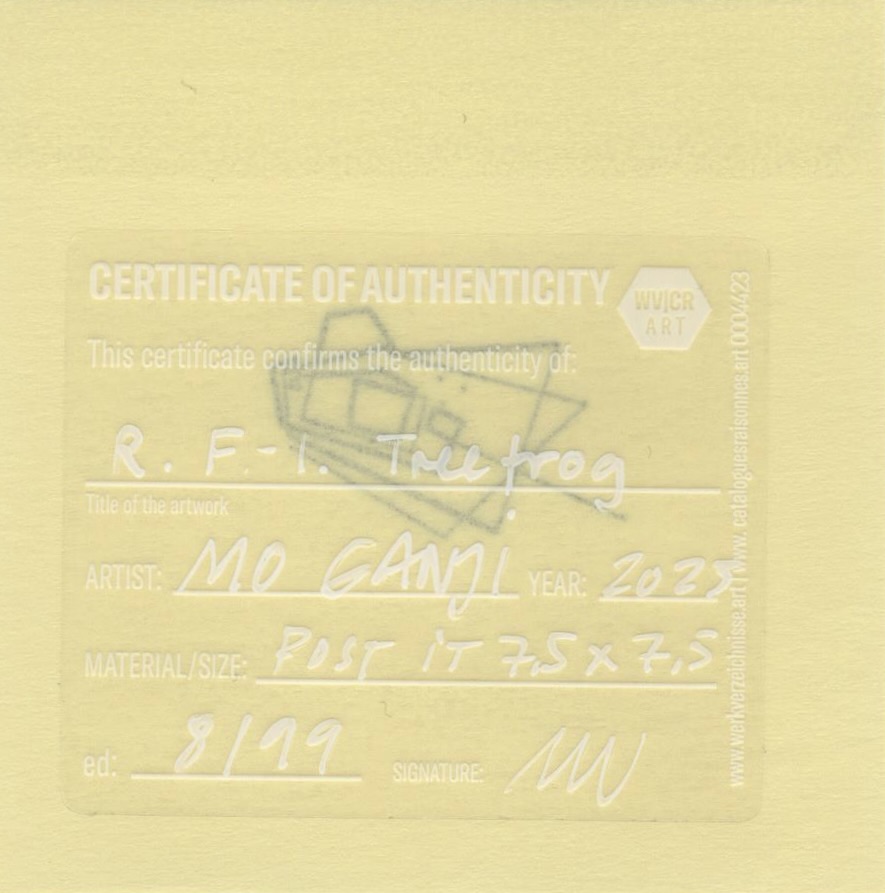 CERTIFICATE OF AUTHENTICITY
WV|CR
ART
This certificate confirms the authenticity of:
R. F.-1. Treefrog
Title of the artwork
ARTIST: MO GANJI YEAR: 2025
MATERIAL/SIZE: POST iT 7,5 x 7,5
ed: 8/99 SIGNATURE:
www.werkverzeichnisse.art | www.cataloguesraisonnes.art 0004423